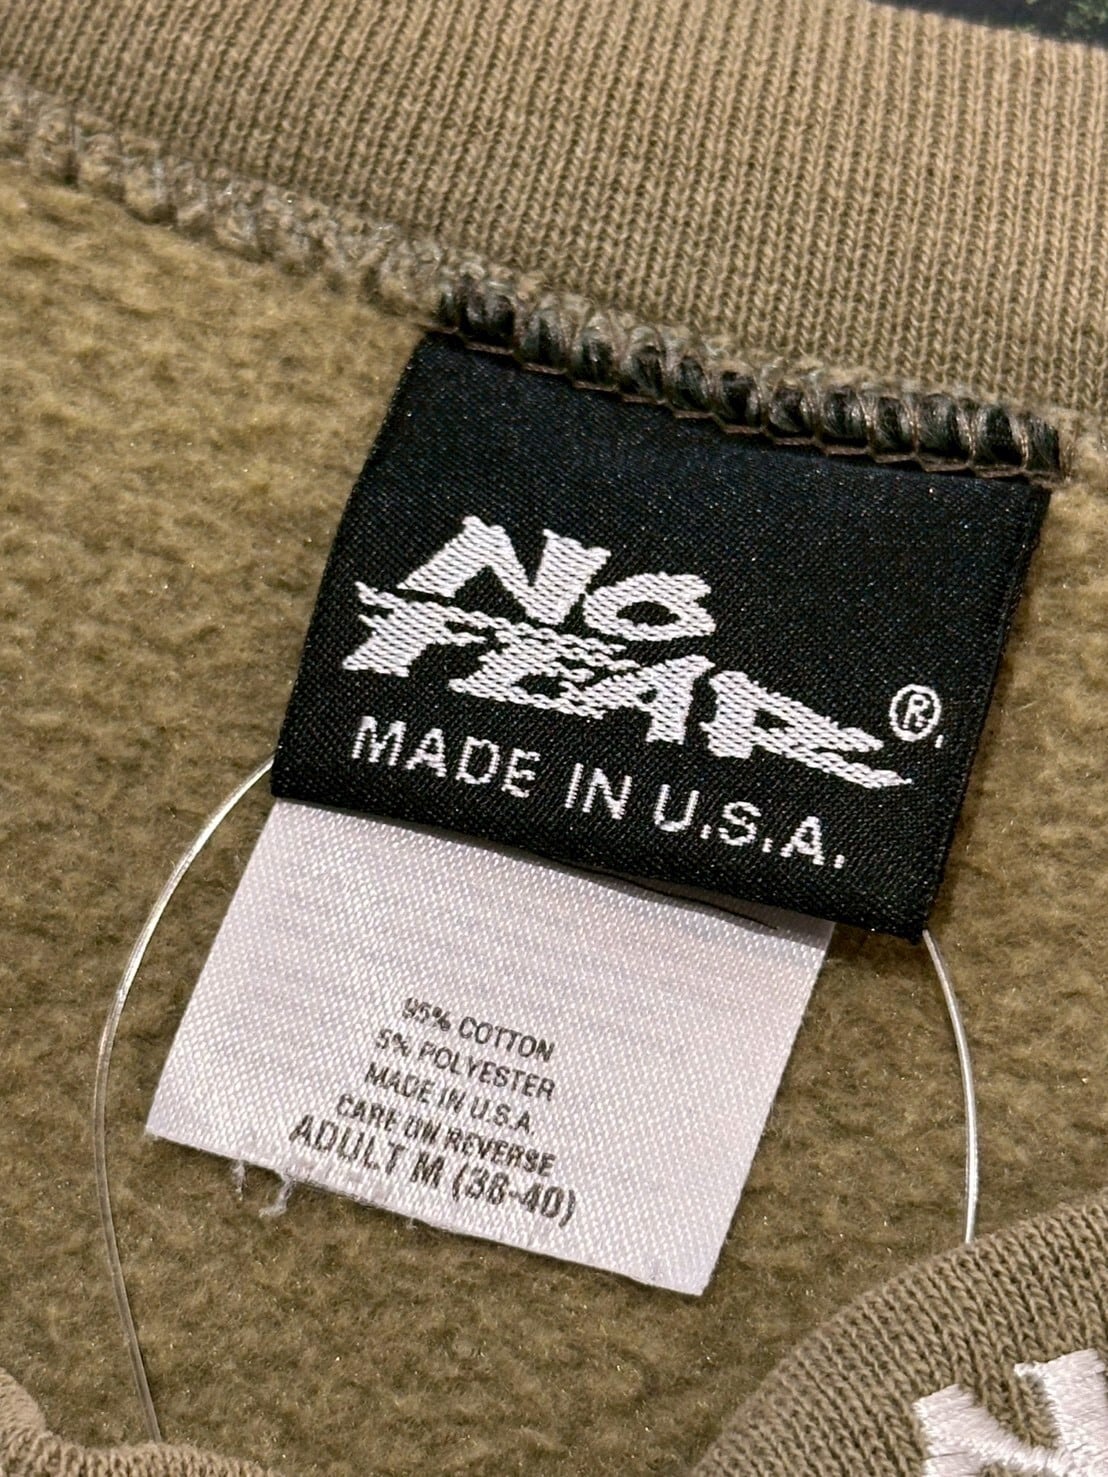 NO
FEAR®.
MADE IN U.S.A.
95% COTTON
5% POLYESTER
MADE IN U.S.A.
CARE ON REVERSE
ADULT M (38-40)